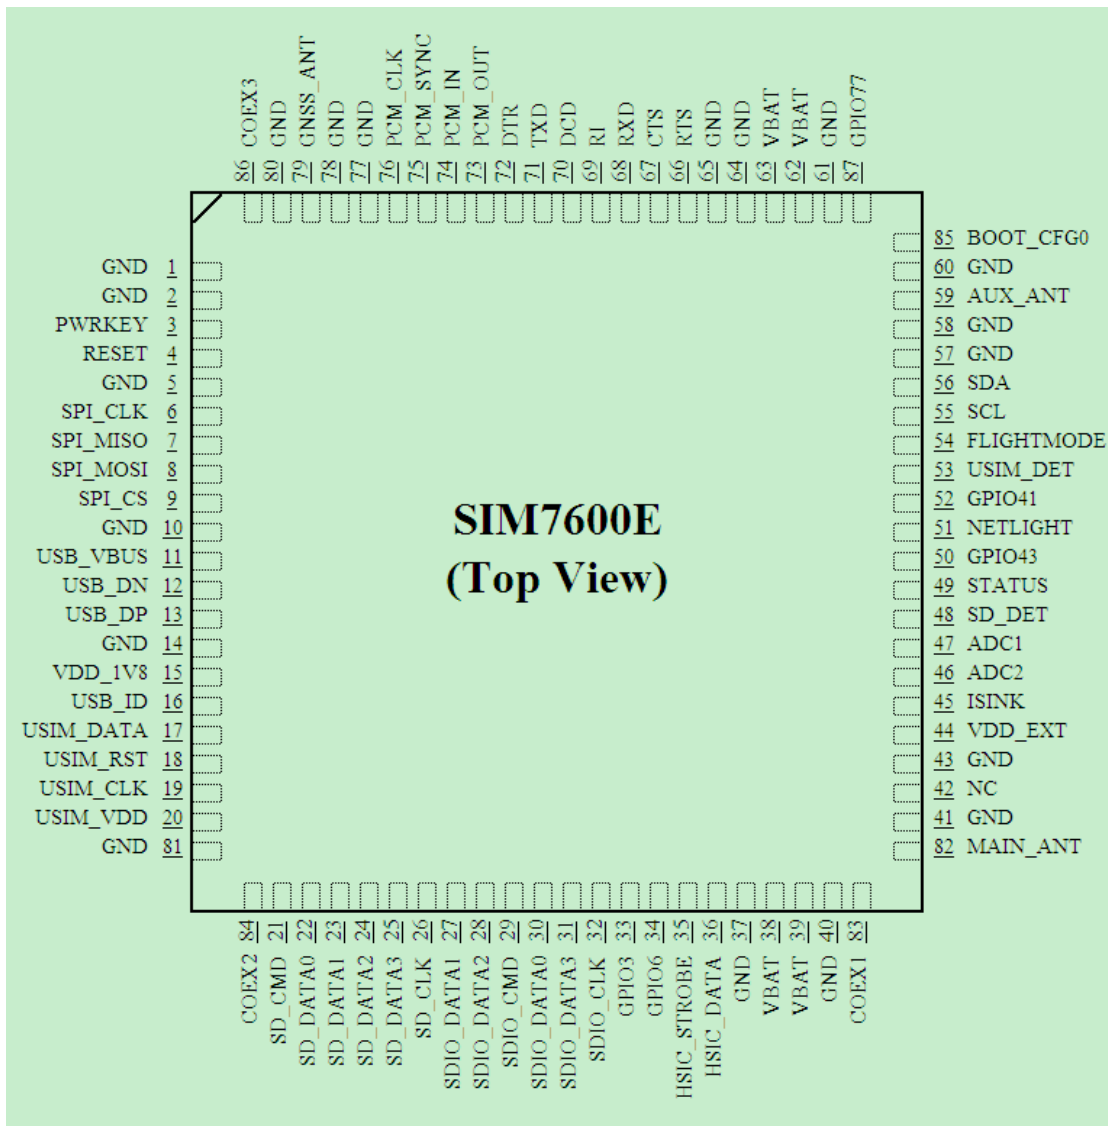 COEX3
GND
GNSS_ANT
GND
GND
PCM_CLK
PCM_SYNC
PCM_IN
PCM_OUT
DTR
TXD
DCD
RI
RXD
CTS
RTS
GND
GND
VBAT
VBAT
GND
GPIO77
86 80 79 78 77 76 75 74 73 72 71 70 69 68 67 66 65 64 63 62 61 87
GND 1
GND 2
PWRKEY 3
RESET 4
GND 5
SPI_CLK 6
SPI_MISO 7
SPI_MOSI 8
SPI_CS 9
GND 10
USB_VBUS 11
USB_DN 12
USB_DP 13
GND 14
VDD_1V8 15
USB_ID 16
USIM_DATA 17
USIM_RST 18
USIM_CLK 19
USIM_VDD 20
GND 81
SIM7600E
(Top View)
85 BOOT_CFG0
60 GND
59 AUX_ANT
58 GND
57 GND
56 SDA
55 SCL
54 FLIGHTMODE
53 USIM_DET
52 GPIO41
51 NETLIGHT
50 GPIO43
49 STATUS
48 SD_DET
47 ADC1
46 ADC2
45 ISINK
44 VDD_EXT
43 GND
42 NC
41 GND
82 MAIN_ANT
84 21 22 23 24 25 26 27 28 29 30 31 32 33 34 35 36 37 38 39 40 83
COEX2
SD_CMD
SD_DATA0
SD_DATA1
SD_DATA2
SD_DATA3
SD_CLK
SDIO_DATA1
SDIO_DATA2
SDIO_CMD
SDIO_DATA0
SDIO_DATA3
SDIO_CLK
GPIO3
GPIO6
HSIC_STROBE
HSIC_DATA
GND
VBAT
VBAT
GND
COEX1